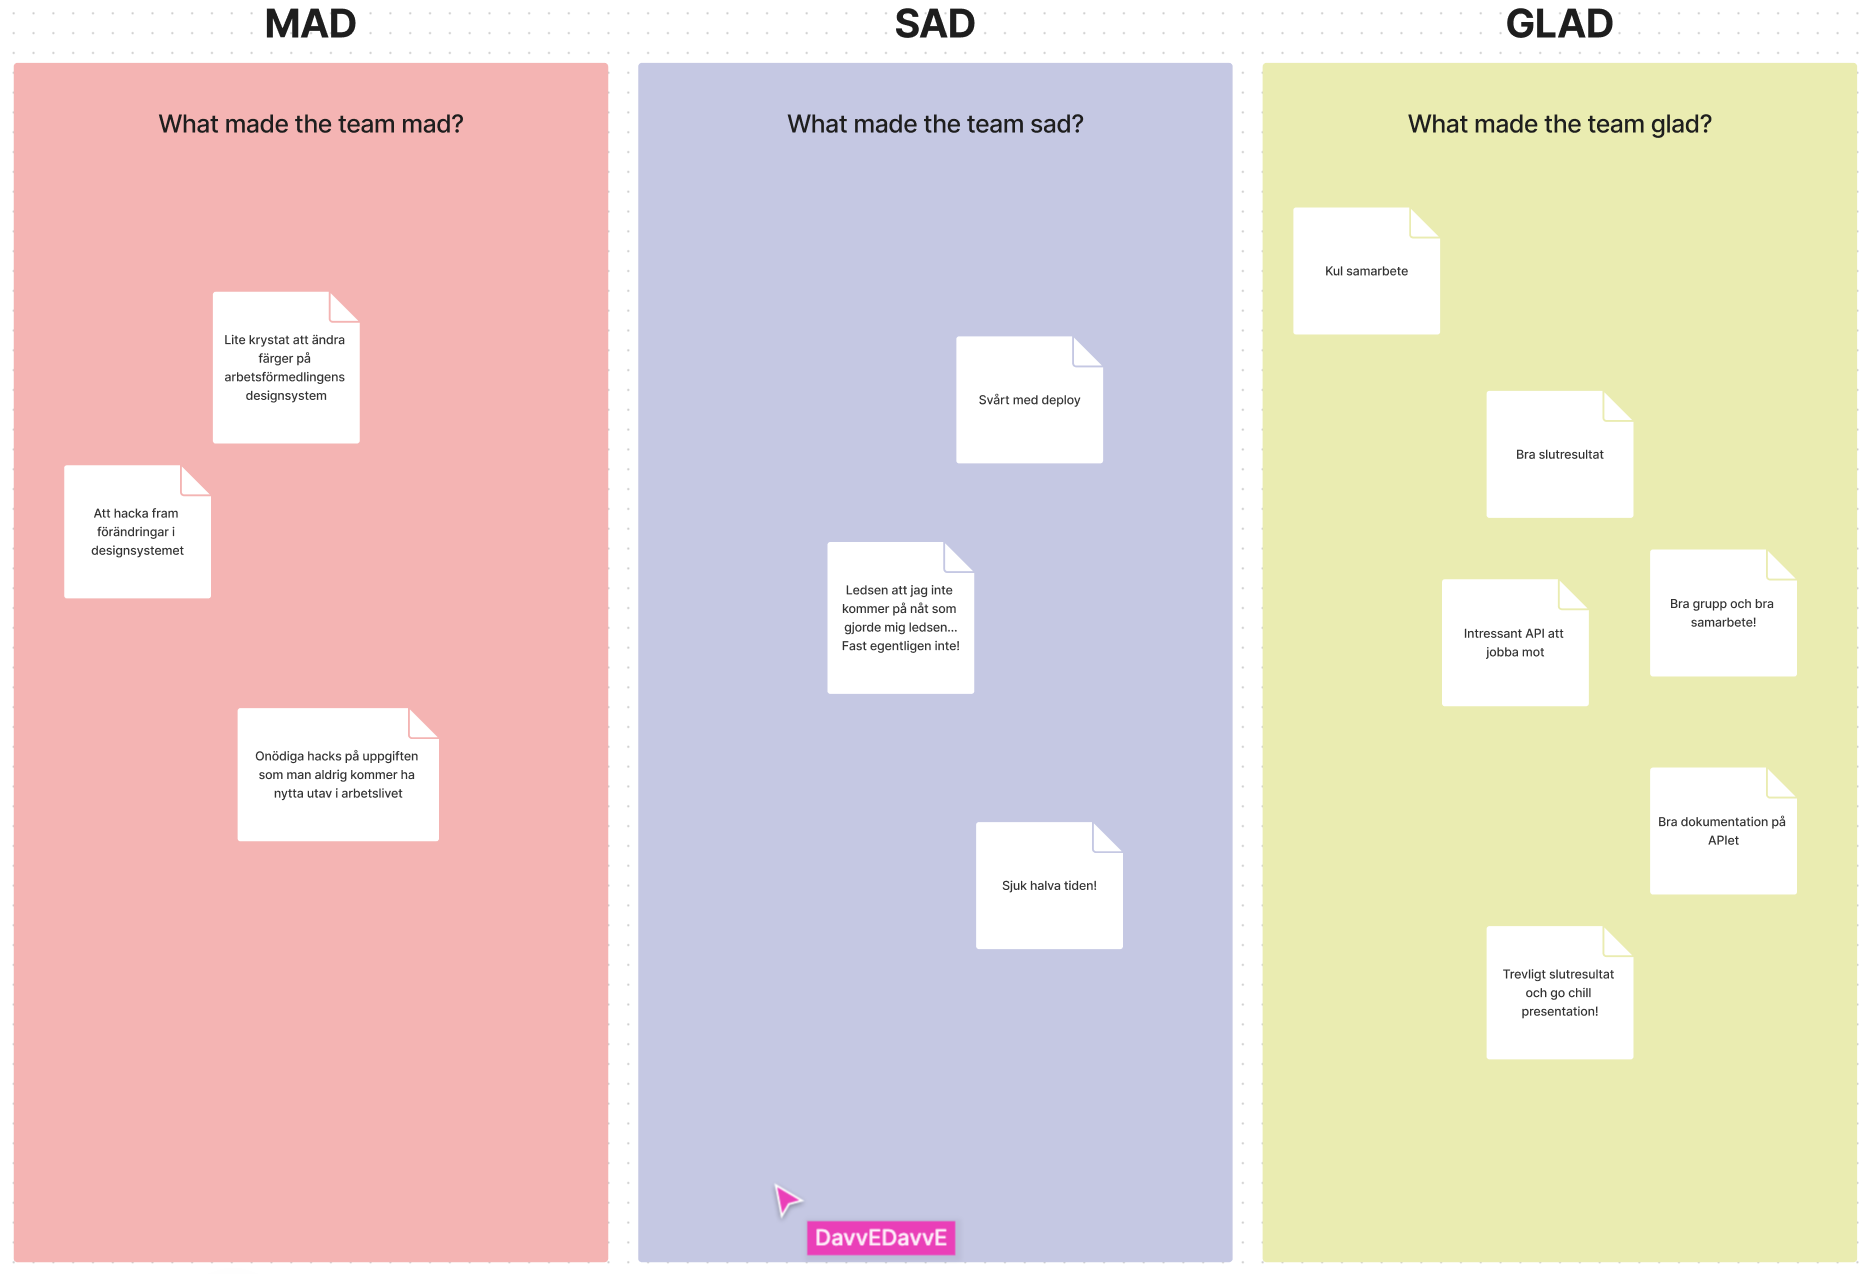 MAD
What made the team mad?
Lite krystat att ändra
färger på
arbetsförmedlingens
designsystem
Att hacka fram
förändringar i
designsystemet
Onödiga hacks på uppgiften
som man aldrig kommer ha
nytta utav i arbetslivet
SAD
What made the team sad?
Svårt med deploy
Ledsen att jag inte
kommer på nåt som
gjorde mig ledsen...
Fast egentligen inte!
Sjuk halva tiden!
DavvEDavvE
GLAD
What made the team glad?
Kul samarbete
Bra slutresultat
Bra grupp och bra
samarbete!
Intressant API att
jobba mot
Bra dokumentation på
APIet
Trevligt slutresultat
och go chill
presentation!